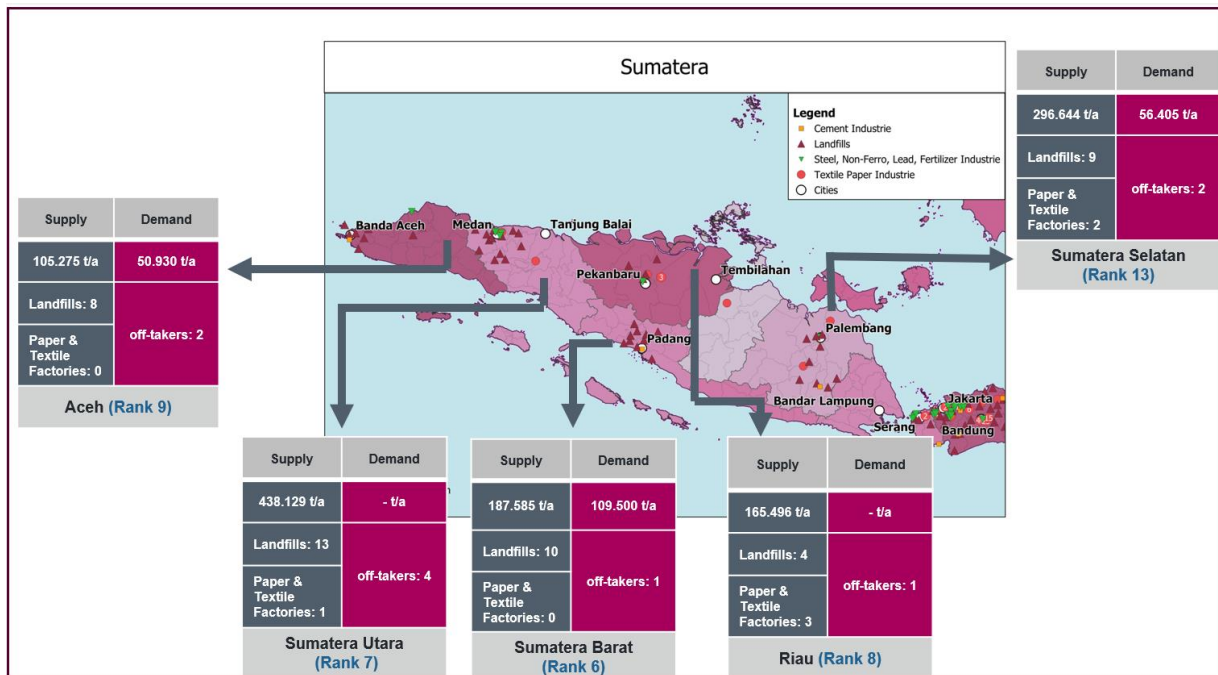 Sumatera
Legend
Cement Industrie
Landfills
Steel, Non-Ferro, Lead, Fertilizer Industrie
Textile Paper Industrie
Cities
Banda Aceh
Medan
Tanjung Balai
Pekanbaru
3
Tembilahan
Padang
Palembang
Bandar Lampung
Jakarta
Serang
Bandung
Supply Demand
296.644 t/a 56.405 t/a
Landfills: 9
off-takers: 2
Paper &
Textile
Factories: 2
Sumatera Selatan
(Rank 13)
Supply Demand
105.275 t/a 50.930 t/a
Landfills: 8
off-takers: 2
Paper &
Textile
Factories: 0
Aceh (Rank 9)
Supply Demand
438.129 t/a - t/a
Landfills: 13
off-takers: 4
Paper &
Textile
Factories: 1
Sumatera Utara
(Rank 7)
Supply Demand
187.585 t/a 109.500 t/a
Landfills: 10
off-takers: 1
Paper &
Textile
Factories: 0
Sumatera Barat
(Rank 6)
Supply Demand
165.496 t/a - t/a
Landfills: 4
off-takers: 1
Paper &
Textile
Factories: 3
Riau (Rank 8)